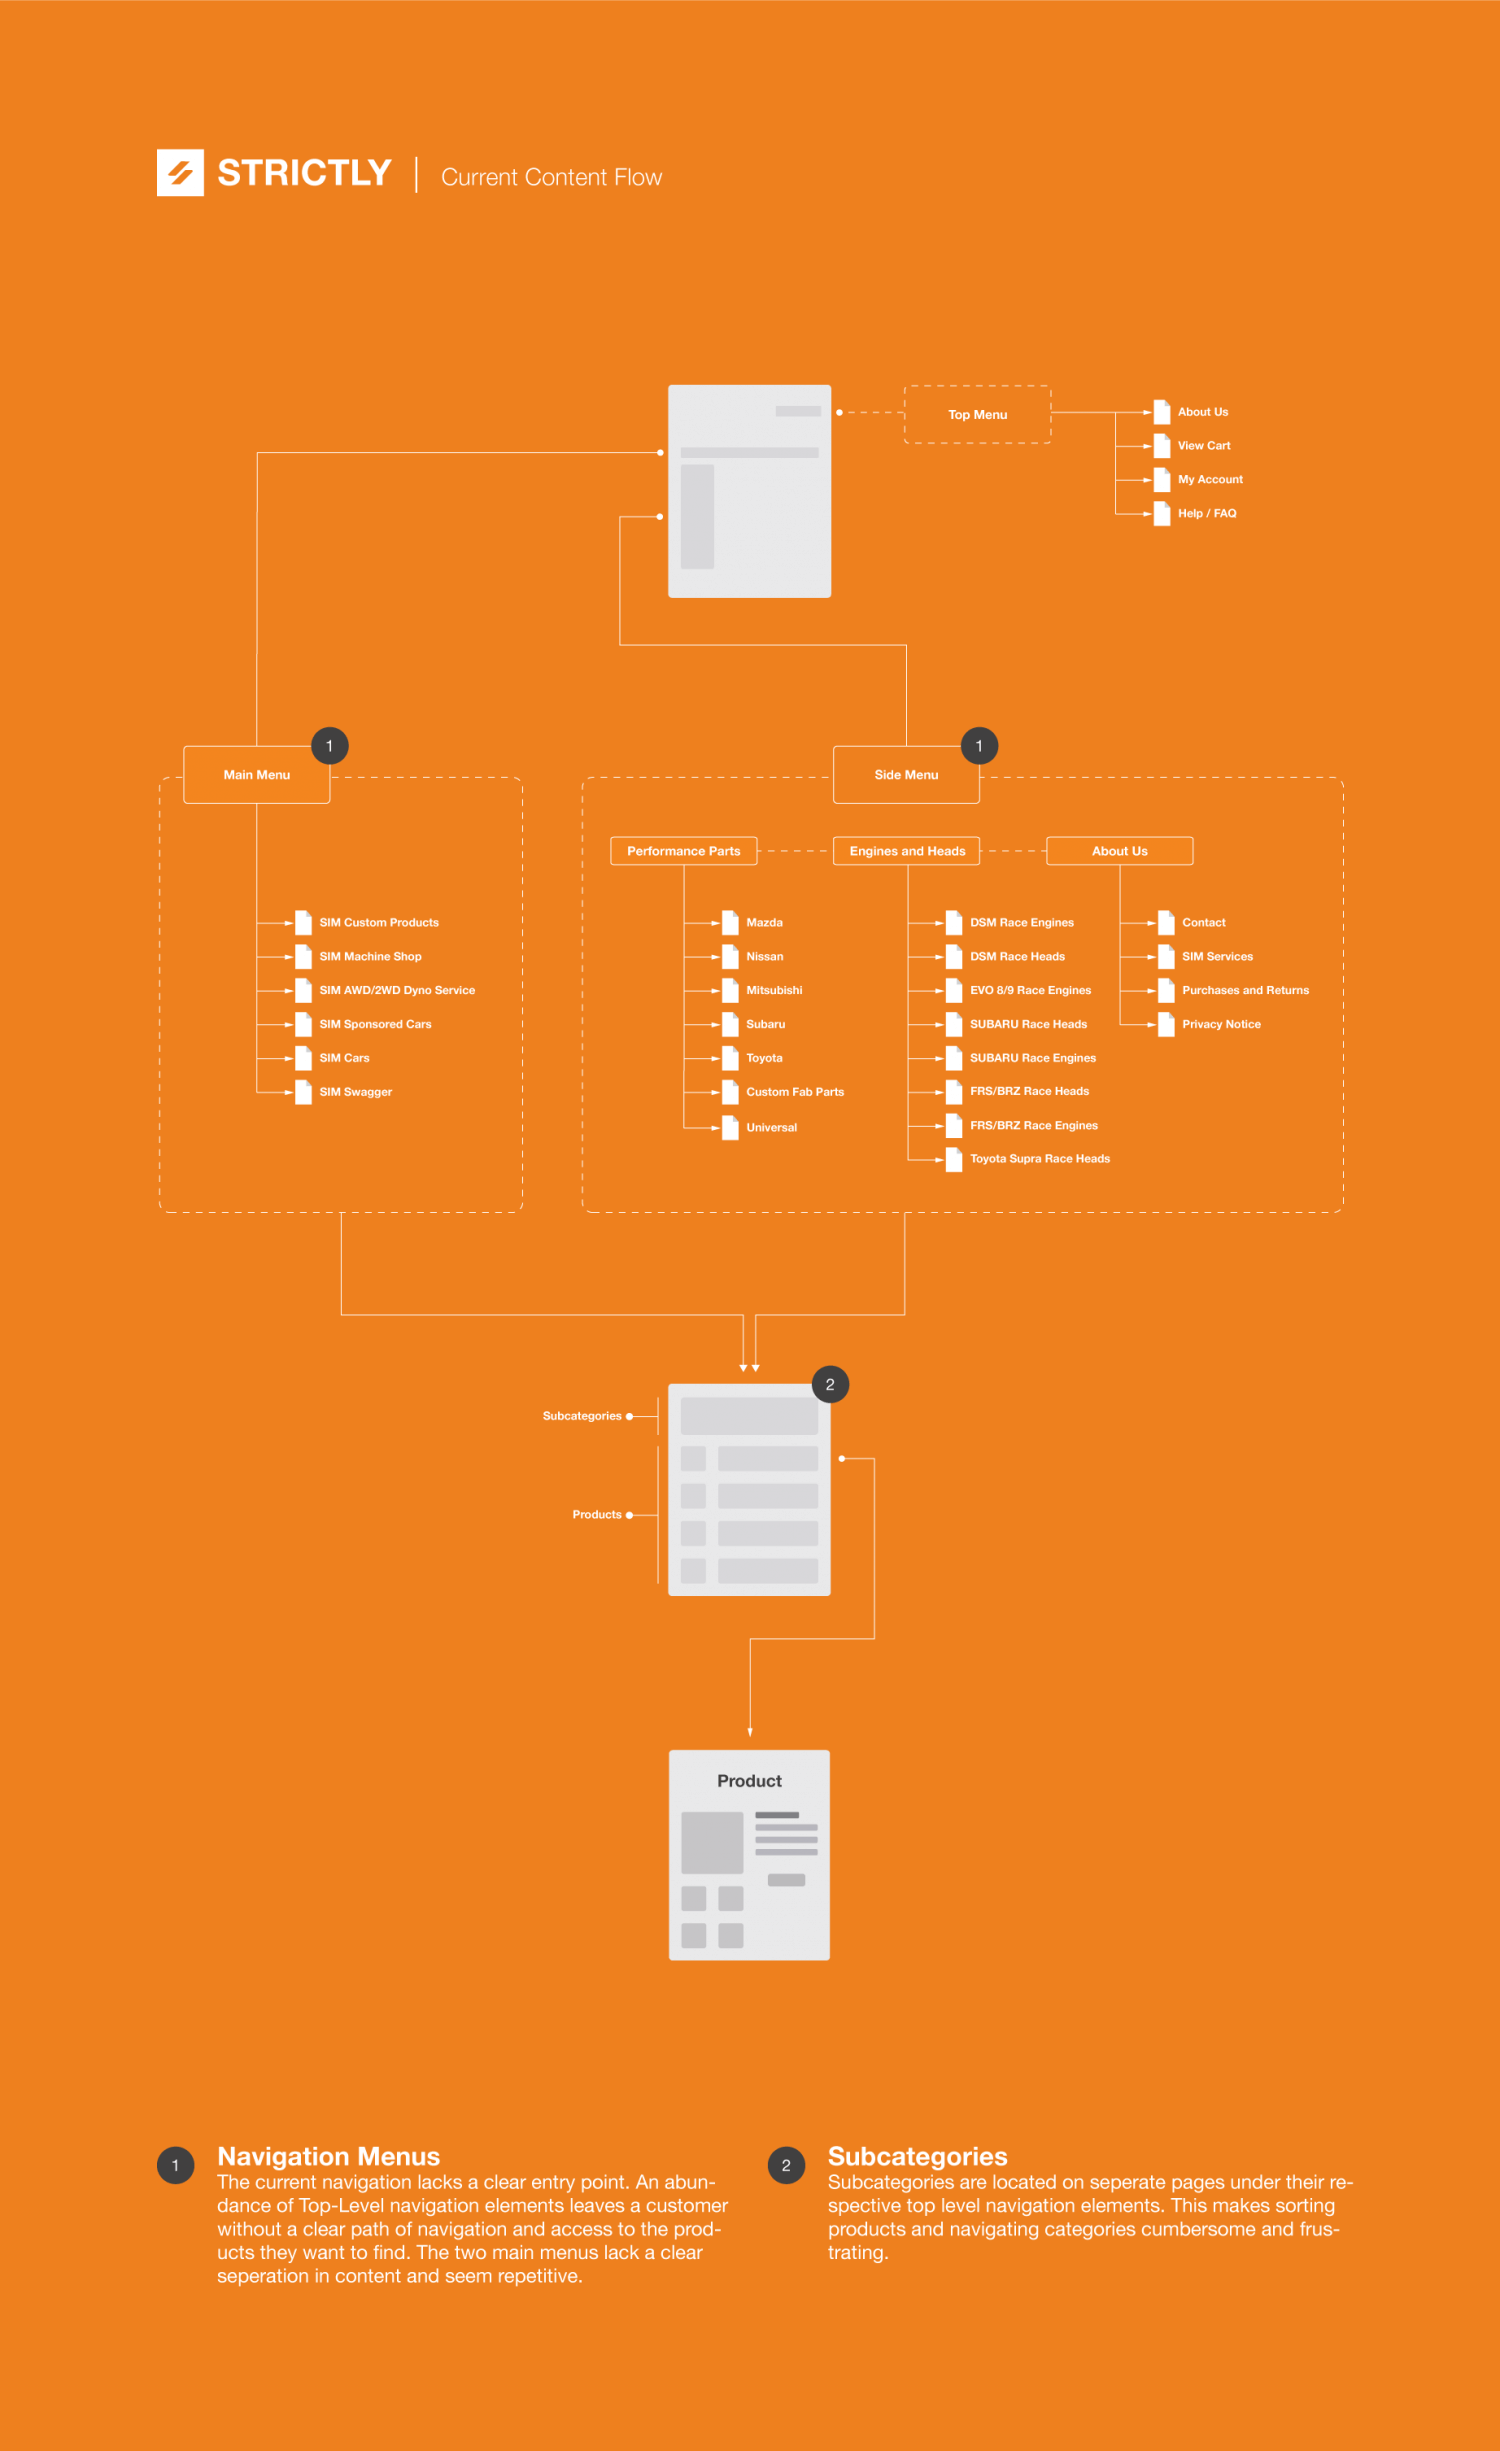 STRICTLY
Current Content Flow
Top Menu
About Us
View Cart
My Account
Help / FAQ
1
Main Menu
SIM Custom Products
SIM Machine Shop
SIM AWD/2WD Dyno Service
SIM Sponsored Cars
SIM Cars
SIM Swagger
1
Side Menu
Performance Parts
Mazda
Nissan
Mitsubishi
Subaru
Toyota
Custom Fab Parts
Universal
Engines and Heads
DSM Race Engines
DSM Race Heads
EVO 8/9 Race Engines
SUBARU Race Heads
SUBARU Race Engines
FRS/BRZ Race Heads
FRS/BRZ Race Engines
Toyota Supra Race Heads
About Us
Contact
SIM Services
Purchases and Returns
Privacy Notice
2
Subcategories
Products
Product
1
Navigation Menus
The current navigation lacks a clear entry point. An abun-
dance of Top-Level navigation elements leaves a customer
without a clear path of navigation and access to the prod-
ucts they want to find. The two main menus lack a clear
seperation in content and seem repetitive.
2
Subcategories
Subcategories are located on seperate pages under their re-
spective top level navigation elements. This makes sorting
products and navigating categories cumbersome and frus-
trating.